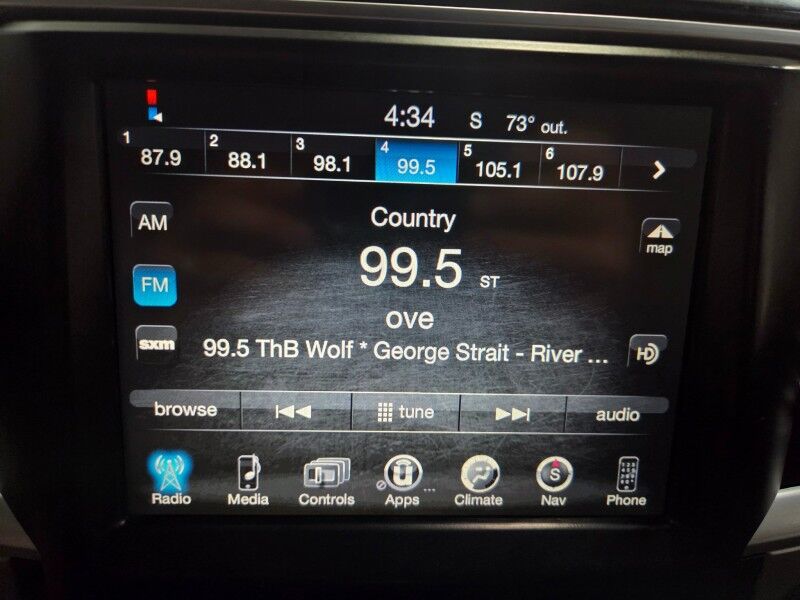 4:34 S 73° out.
1 87.9 2 88.1 3 98.1 4 99.5 5 105.1 6 107.9
AM Country map
FM 99.5 ST
ove
sxm 99.5 ThB Wolf * George Strait - River ... HD
browse tune audio
Radio Media Controls Apps ... Climate S Nav Phone